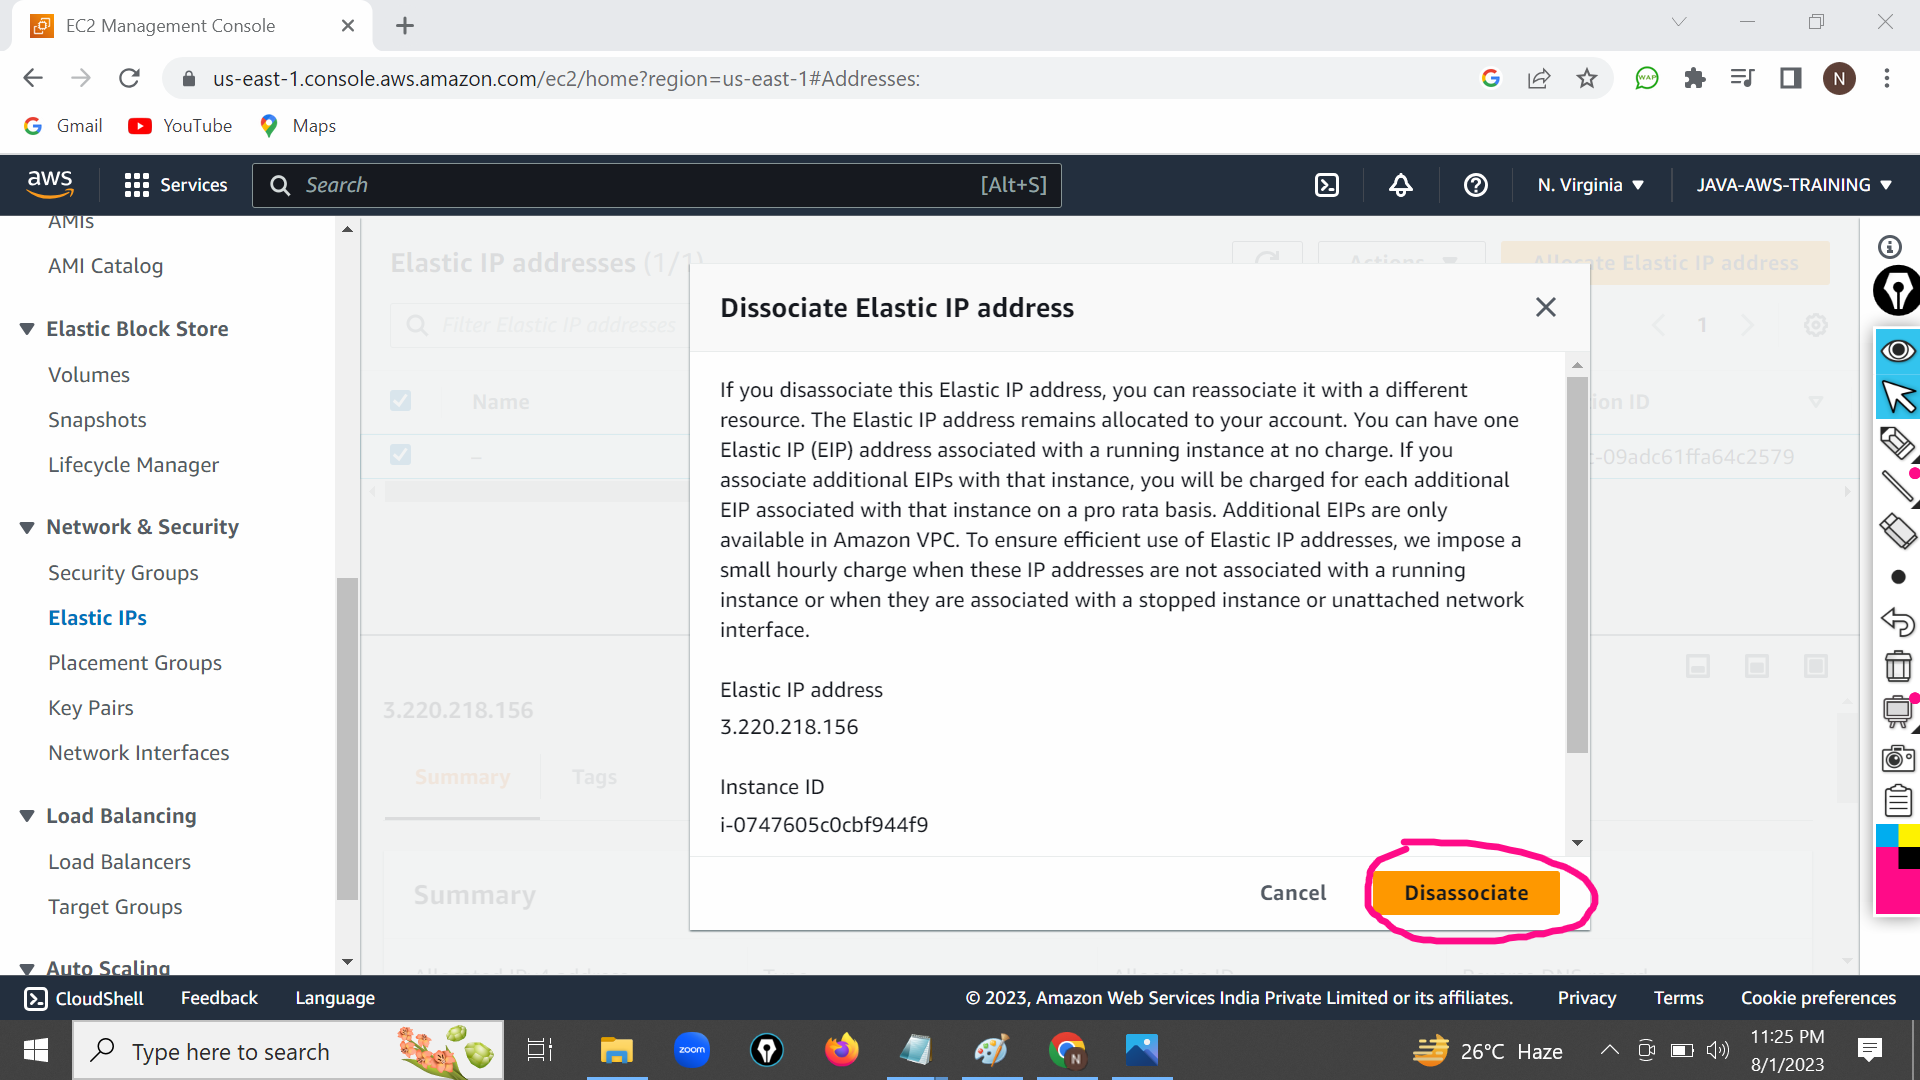 EC2 Management Console
us-east-1.console.aws.amazon.com/ec2/home?region=us-east-1#Addresses:
WAP
N
Gmail
YouTube
Maps
aws
Services
Search
[Alt+S]
N. Virginia
JAVA-AWS-TRAINING
AMIs
AMI Catalog
Elastic Block Store
Volumes
Snapshots
Lifecycle Manager
Network & Security
Security Groups
Elastic IPs
Placement Groups
Key Pairs
Network Interfaces
Load Balancing
Load Balancers
Target Groups
Auto Scaling
Elastic IP addresses (1/1)
Actions
Allocate Elastic IP address
Filter Elastic IP addresses
1
Name
ion ID
–
-09adc61ffa64c2579
3.220.218.156
Summary
Tags
Summary
Allocated IPv4 address
Allocation ID
Reverse DNS record
Dissociate Elastic IP address
If you disassociate this Elastic IP address, you can reassociate it with a different
resource. The Elastic IP address remains allocated to your account. You can have one
Elastic IP (EIP) address associated with a running instance at no charge. If you
associate additional EIPs with that instance, you will be charged for each additional
EIP associated with that instance on a pro rata basis. Additional EIPs are only
available in Amazon VPC. To ensure efficient use of Elastic IP addresses, we impose a
small hourly charge when these IP addresses are not associated with a running
instance or when they are associated with a stopped instance or unattached network
interface.
Elastic IP address
3.220.218.156
Instance ID
i-0747605c0cbf944f9
Cancel
Disassociate
CloudShell
Feedback
Language
© 2023, Amazon Web Services India Private Limited or its affiliates.
Privacy
Terms
Cookie preferences
Type here to search
zoom
N
26°C Haze
11:25 PM
8/1/2023